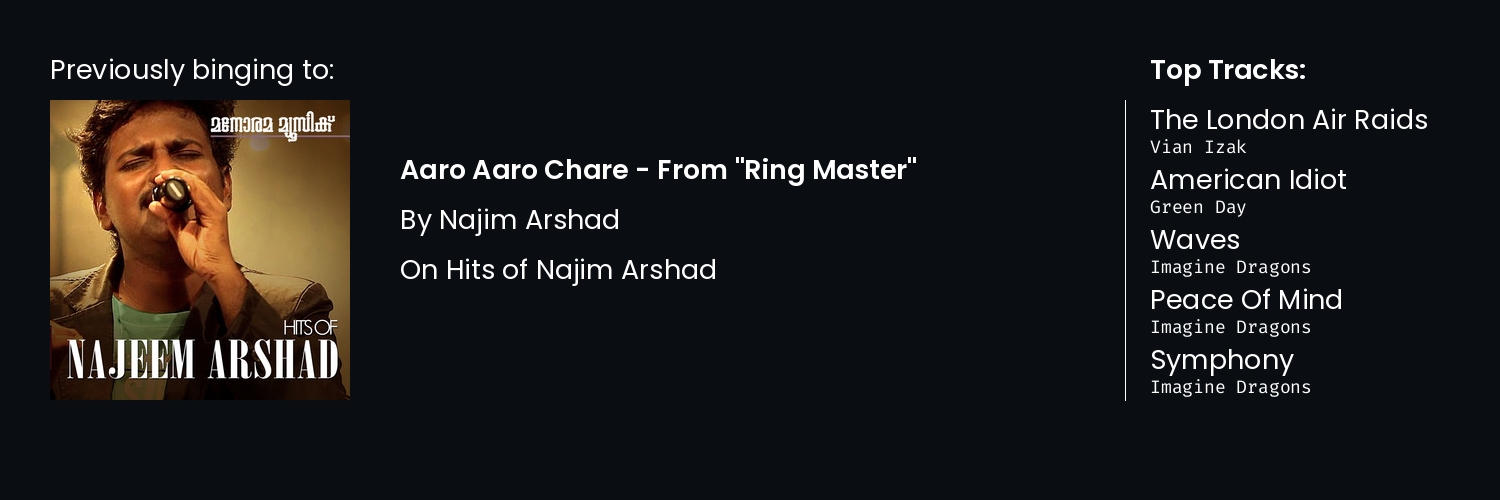 Previously binging to:
മനോരമ മ്യൂസിക്ക്
HITS OF
NAJEEM ARSHAD
Aaro Aaro Chare - From "Ring Master"
By Najim Arshad
On Hits of Najim Arshad
Top Tracks:
The London Air Raids
Vian Izak
American Idiot
Green Day
Waves
Imagine Dragons
Peace Of Mind
Imagine Dragons
Symphony
Imagine Dragons